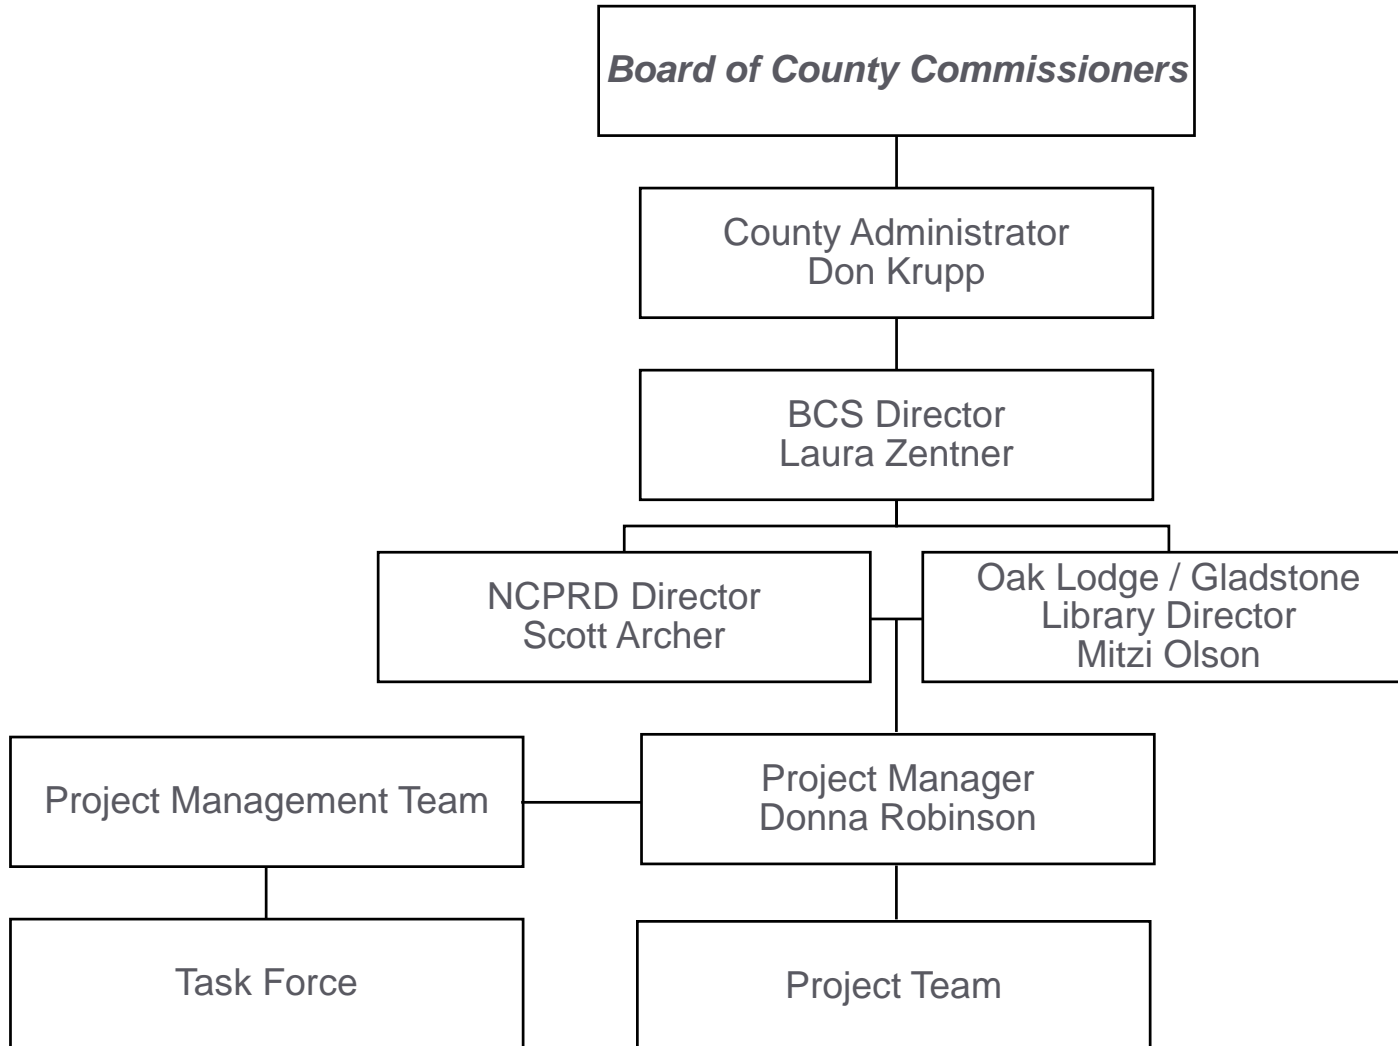 Board of County Commissioners
County Administrator
Don Krupp
BCS Director
Laura Zentner
NCPRD Director
Scott Archer
Oak Lodge / Gladstone
Library Director
Mitzi Olson
Project Management Team
Project Manager
Donna Robinson
Task Force
Project Team